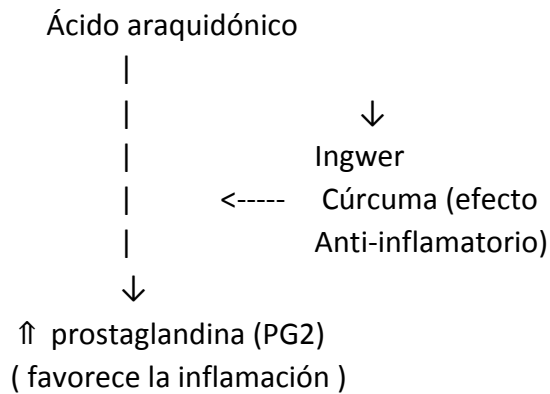 Ácido araquidónico
|
| ↓
| Ingwer
| <----- Cúrcuma (efecto
| Anti-inflamatorio)
↓
⇑ prostaglandina (PG2)
( favorece la inflamación )